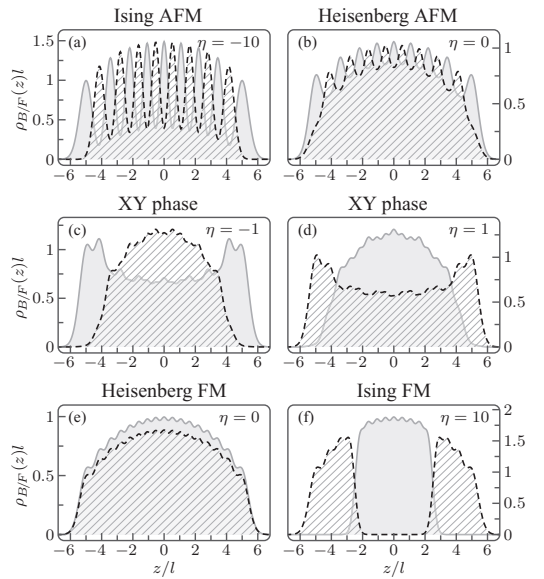 Ising AFM Heisenberg AFM
(a) η = −10 (b) η = 0
ρ_{B/F}(z)l
1.5
1
0.5
0
1
0.5
0
−6 −4 −2 0 2 4 6 −6 −4 −2 0 2 4 6
XY phase XY phase
(c) η = −1 (d) η = 1
ρ_{B/F}(z)l
1
0.5
0
1
0.5
0
−6 −4 −2 0 2 4 6 −6 −4 −2 0 2 4 6
Heisenberg FM Ising FM
(e) η = 0 (f) η = 10
ρ_{B/F}(z)l
1
0.5
0
2
1.5
1
0.5
0
−6 −4 −2 0 2 4 6 −6 −4 −2 0 2 4 6
z/l z/l